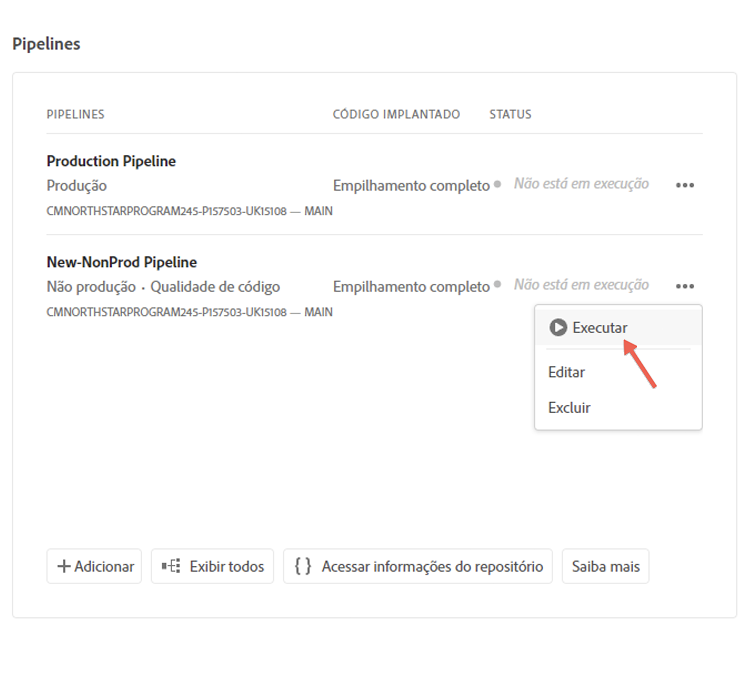 Pipelines
PIPELINES CÓDIGO IMPLANTADO STATUS
Production Pipeline
Produção Empilhamento completo Não está em execução
CMNORTHSTARPROGRAM245-P157503-UK15108 — MAIN
New-NonProd Pipeline
Não produção · Qualidade de código Empilhamento completo Não está em execução
CMNORTHSTARPROGRAM245-P157503-UK15108 — MAIN
Executar
Editar
Excluir
Adicionar Exibir todos Acessar informações do repositório Saiba mais